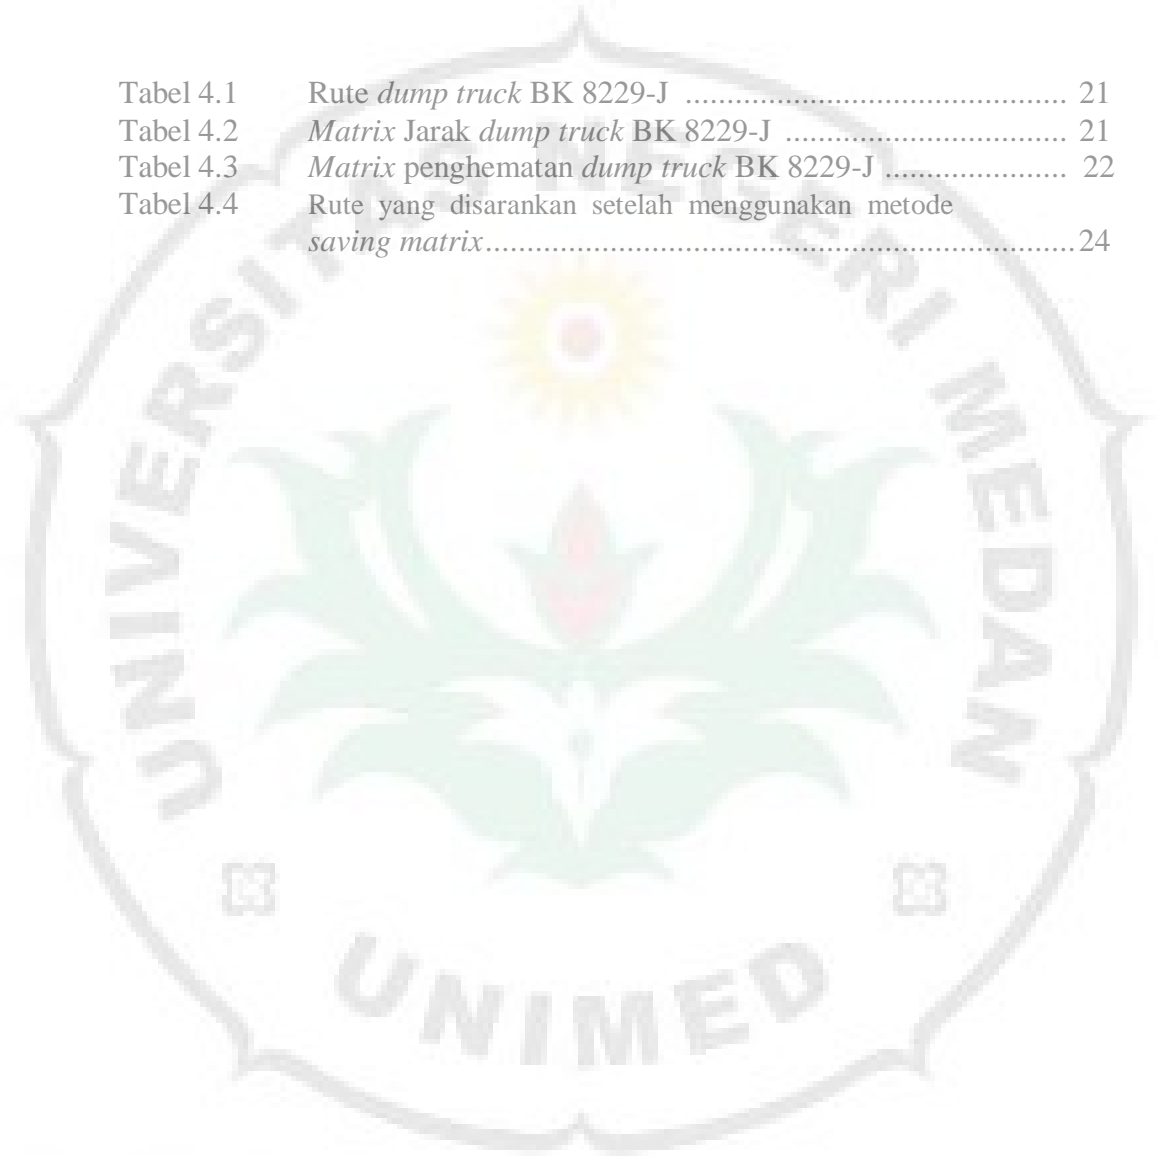 Tabel 4.1 Rute dump truck BK 8229-J ....................................... 21
Tabel 4.2 Matrix Jarak dump truck BK 8229-J ............................. 21
Tabel 4.3 Matrix penghematan dump truck BK 8229-J ................... 22
Tabel 4.4 Rute yang disarankan setelah menggunakan metode
saving matrix.............................................................24
UNIVERSITAS NEGERI MEDAN
UNIMED